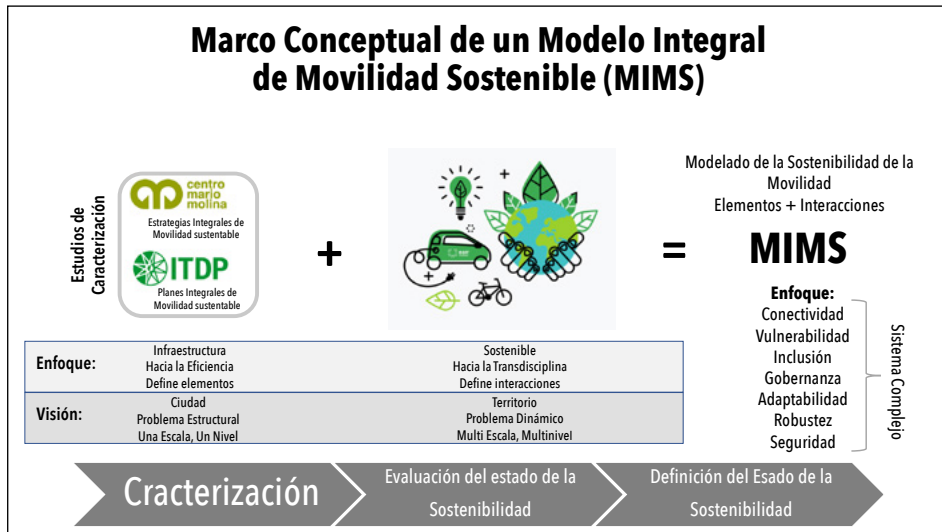 Marco Conceptual de un Modelo Integral
de Movilidad Sostenible (MIMS)
Estudios de
Caracterización
centro
mario
molina
Estrategias Integrales de
Movilidad sustentable
ITDP
Planes Integrales de
Movilidad sustentable
+
+
=
Modelado de la Sostenibilidad de la
Movilidad
Elementos + Interacciones
MIMS
Enfoque:
Conectividad
Vulnerabilidad
Inclusión
Gobernanza
Adaptabilidad
Robustez
Seguridad
Sistema Complejo
Enfoque:
Infraestructura
Hacia la Eficiencia
Define elementos
Sostenible
Hacia la Transdisciplina
Define interacciones
Visión:
Ciudad
Problema Estructural
Una Escala, Un Nivel
Territorio
Problema Dinámico
Multi Escala, Multinivel
Cracterización
Evaluación del estado de la
Sostenibilidad
Definición del Esado de la
Sostenibilidad